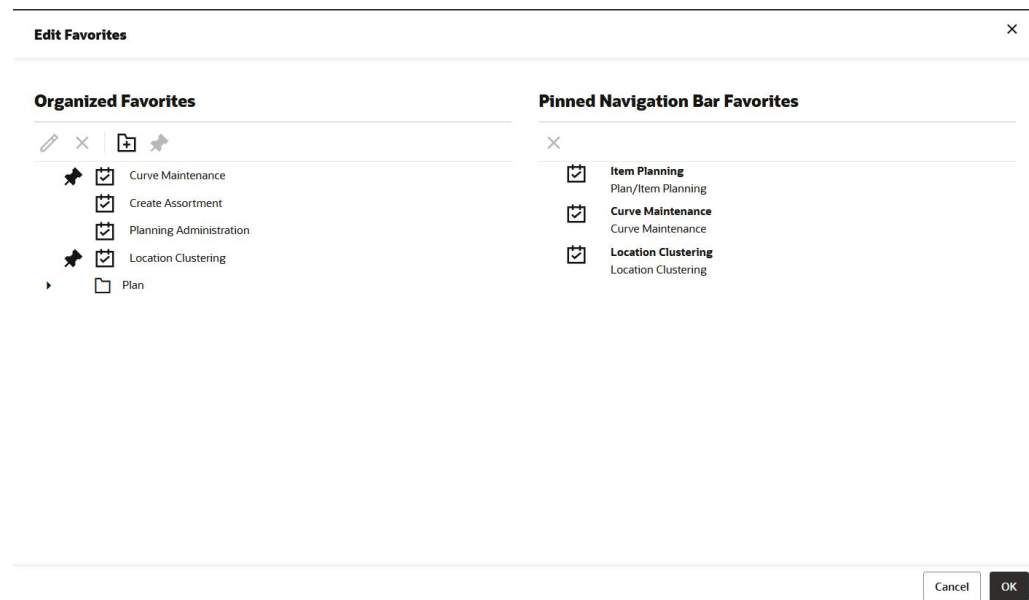 Edit Favorites
Organized Favorites
Curve Maintenance
Create Assortment
Planning Administration
Location Clustering
Plan
Pinned Navigation Bar Favorites
Item Planning
Plan/Item Planning
Curve Maintenance
Curve Maintenance
Location Clustering
Location Clustering
Cancel
OK